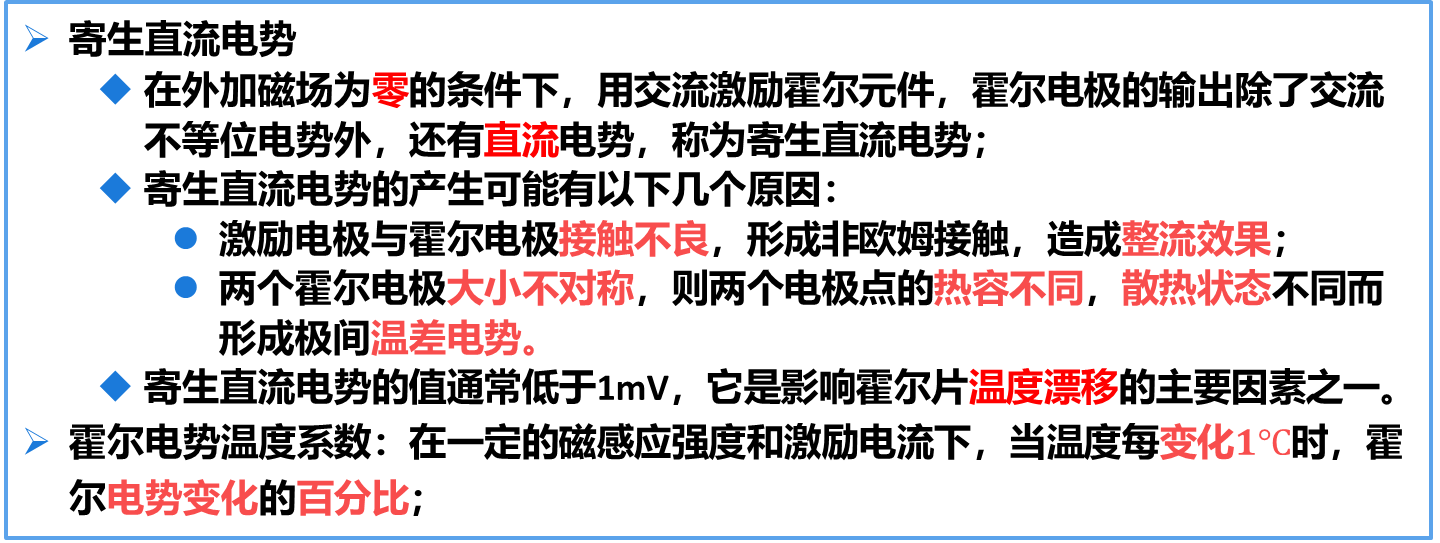 寄生直流电势
在外加磁场为零的条件下，用交流激励霍尔元件，霍尔电极的输出除了交流
不等位电势外，还有直流电势，称为寄生直流电势；
寄生直流电势的产生可能有以下几个原因：
激励电极与霍尔电极接触不良，形成非欧姆接触，造成整流效果；
两个霍尔电极大小不对称，则两个电极点的热容不同，散热状态不同而
形成极间温差电势。
寄生直流电势的值通常低于1mV，它是影响霍尔片温度漂移的主要因素之一。
霍尔电势温度系数：在一定的磁感应强度和激励电流下，当温度每变化1℃时，霍
尔电势变化的百分比；